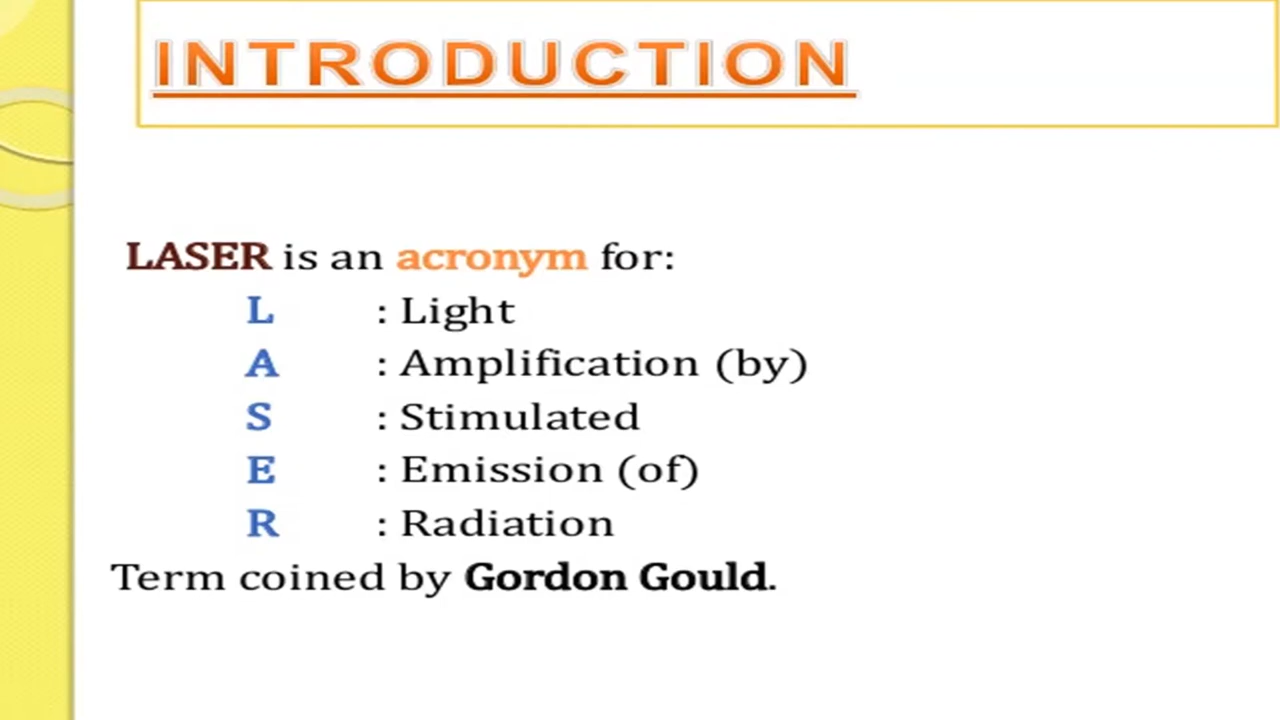 INTRODUCTION
LASER is an acronym for:
L : Light
A : Amplification (by)
S : Stimulated
E : Emission (of)
R : Radiation
Term coined by Gordon Gould.